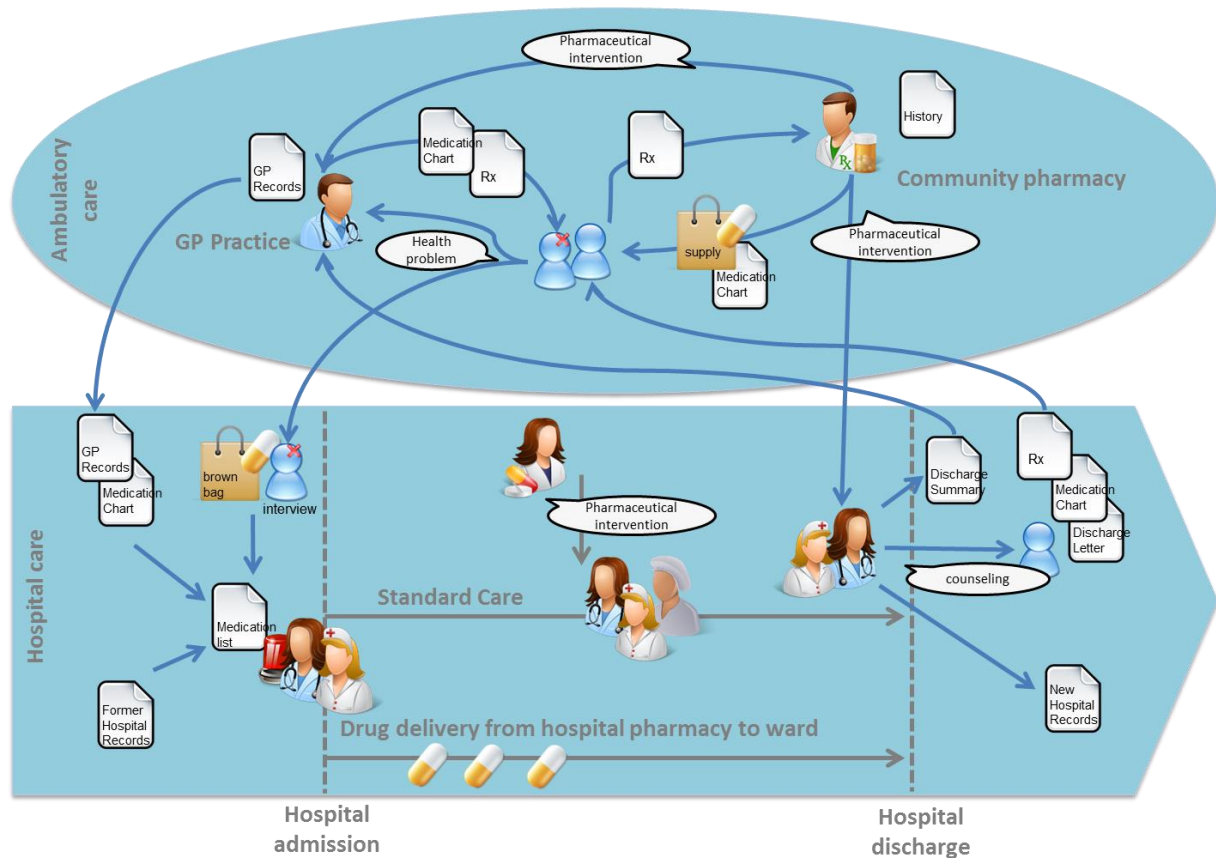 Pharmaceutical
intervention
History
Medication
Chart
Rx
Rx
GP
Records
Ambulatory
care
GP Practice
Community pharmacy
Rx
Health
problem
supply
Medication
Chart
Pharmaceutical
intervention
GP
Records
Medication
Chart
brown
bag
interview
Pharmaceutical
intervention
Discharge
Summary
Rx
Medication
Chart
Discharge
Letter
counseling
Hospital care
Standard Care
Medication
list
Former
Hospital
Records
New
Hospital
Records
Drug delivery from hospital pharmacy to ward
Hospital
admission
Hospital
discharge